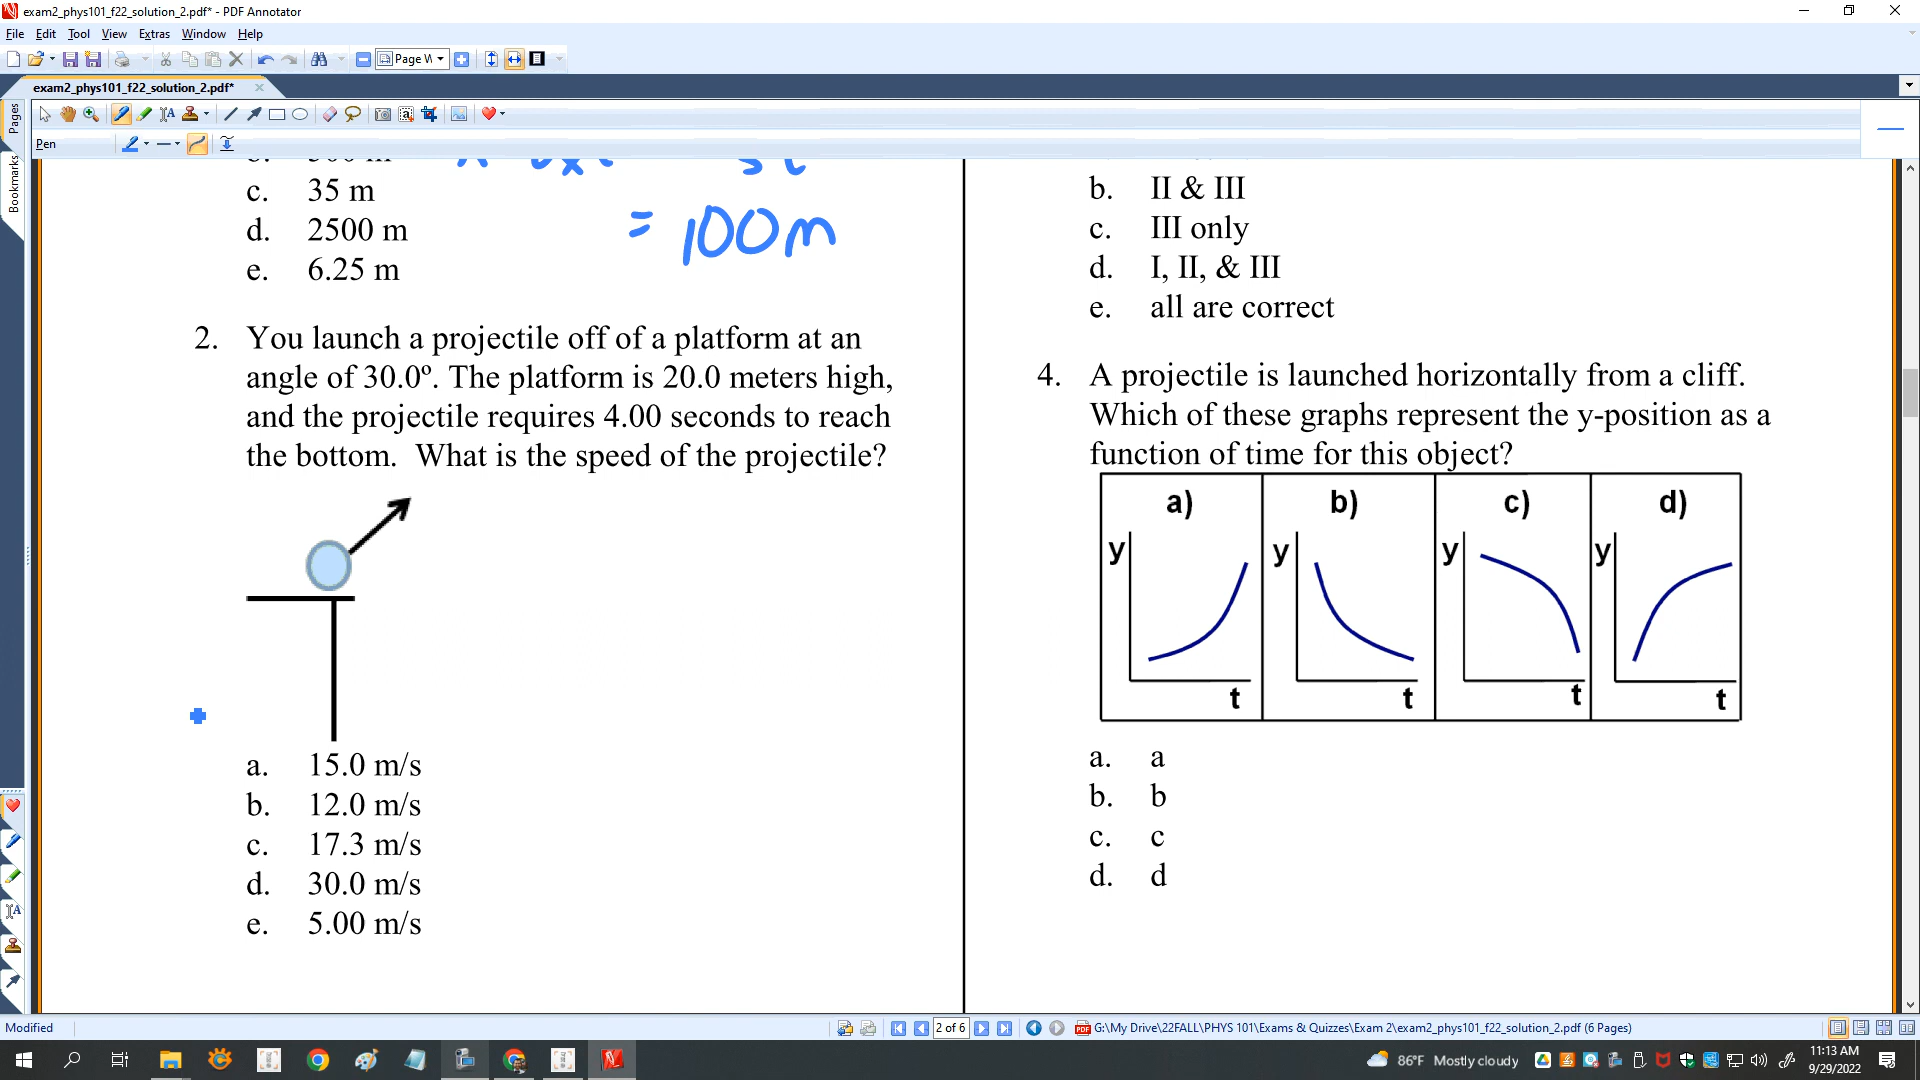 exam2_phys101_f22_solution_2.pdf* - PDF Annotator
File Edit Tool View Extras Window Help
Page W
exam2_phys101_f22_solution_2.pdf*
Pages
Bookmarks
Pen
c. 35 m
d. 2500 m
e. 6.25 m
= 100 m
2. You launch a projectile off of a platform at an
angle of 30.0º. The platform is 20.0 meters high,
and the projectile requires 4.00 seconds to reach
the bottom. What is the speed of the projectile?
a. 15.0 m/s
b. 12.0 m/s
c. 17.3 m/s
d. 30.0 m/s
e. 5.00 m/s
b. II & III
c. III only
d. I, II, & III
e. all are correct
4. A projectile is launched horizontally from a cliff.
Which of these graphs represent the y-position as a
function of time for this object?
a) b) c) d)
y y y y
t t t t
a. a
b. b
c. c
d. d
Modified
2 of 6
G:\My Drive\22FALL\PHYS 101\Exams & Quizzes\Exam 2\exam2_phys101_f22_solution_2.pdf (6 Pages)
86°F Mostly cloudy
11:13 AM
9/29/2022